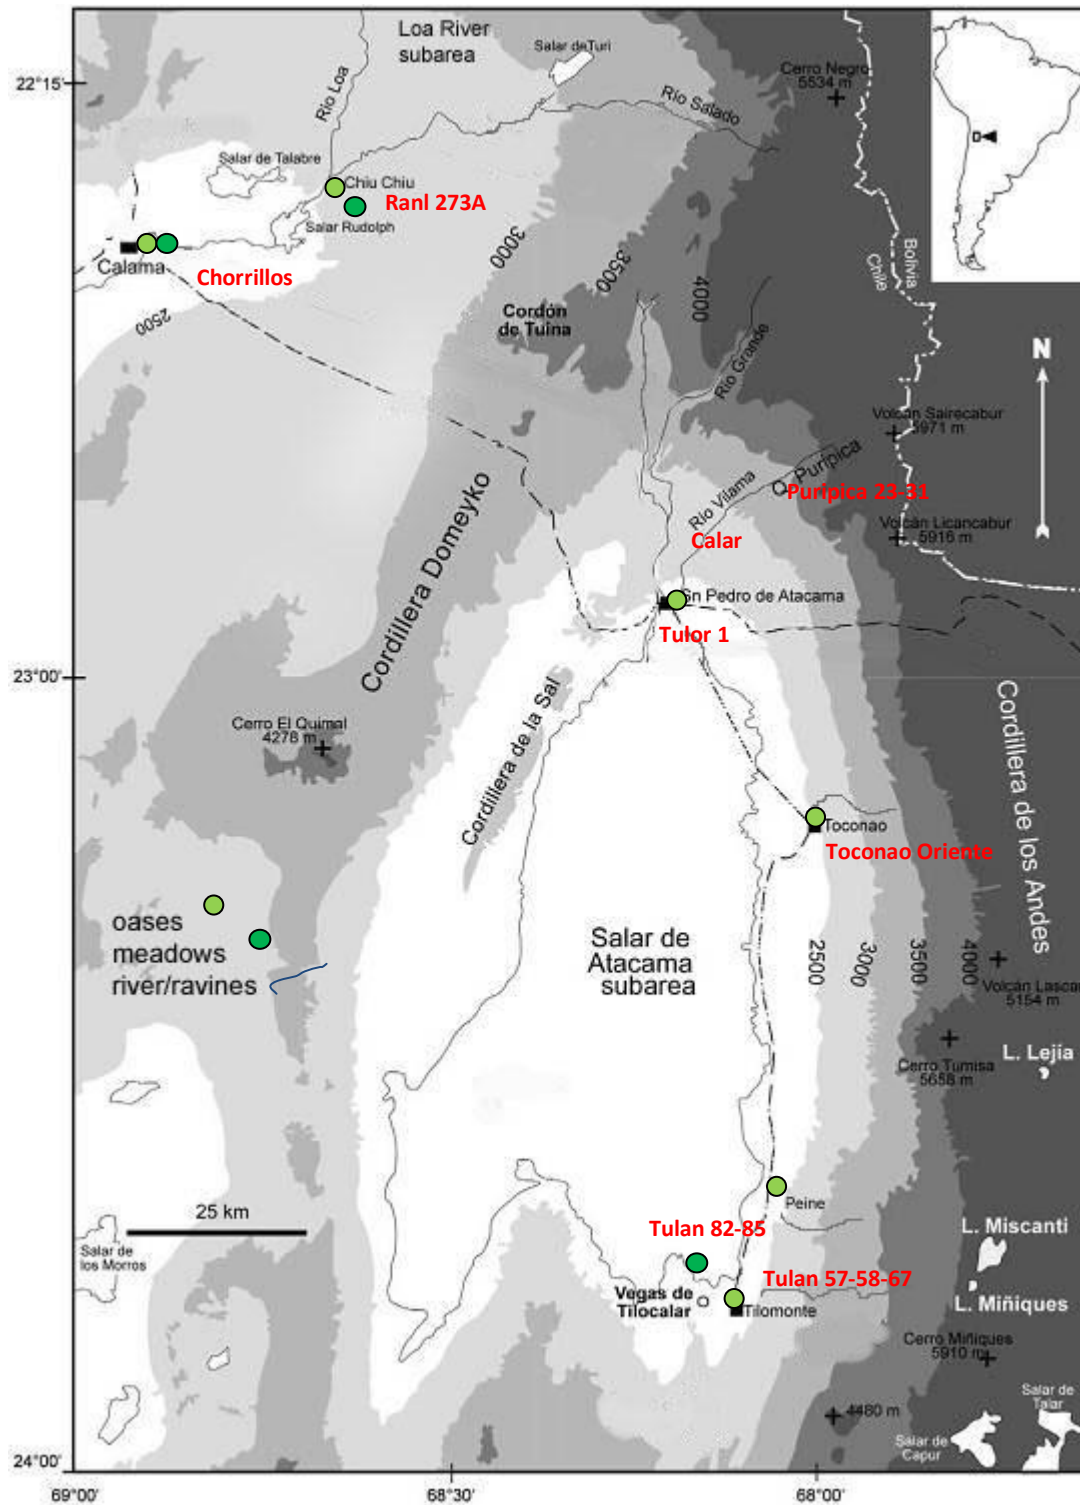 Loa River
subarea
Salar deTuri
Cerro Negro
5534 m
22°15'
Río Loa
Río Salado
Salar de Talabre
Chiu Chiu
Ranl 273A
Salar Rudolph
Calama
Chorrillos
2500
3000
3500
4000
Bolivia
Chile
Cordón
de Tuina
Río Grande
N
Volcán Sairecabur
5971 m
Puripica
Río Vilama
Puripica 23-31
Volcán Licancabur
5916 m
Calar
Cordillera Domeyko
Sn Pedro de Atacama
Tulor 1
23°00'
Cordillera de la Sal
Cerro El Quimal
4278 m
Cordillera de los Andes
Toconao
Toconao Oriente
oases
meadows
river/ravines
Salar de
Atacama
subarea
2500
3000
3500
4000
Volcán Lascar
5154 m
L. Lejía
Cerro Tumisa
5658 m
25 km
Peine
Salar de
los Morros
Tulan 82-85
L. Miscanti
Tulan 57-58-67
Vegas de
Tilocalar
Tilomonte
L. Miñiques
Cerro Miñiques
5910 m
4480 m
Salar de
Talar
Salar de
Capur
24°00'
69°00'
68°30'
68°00'